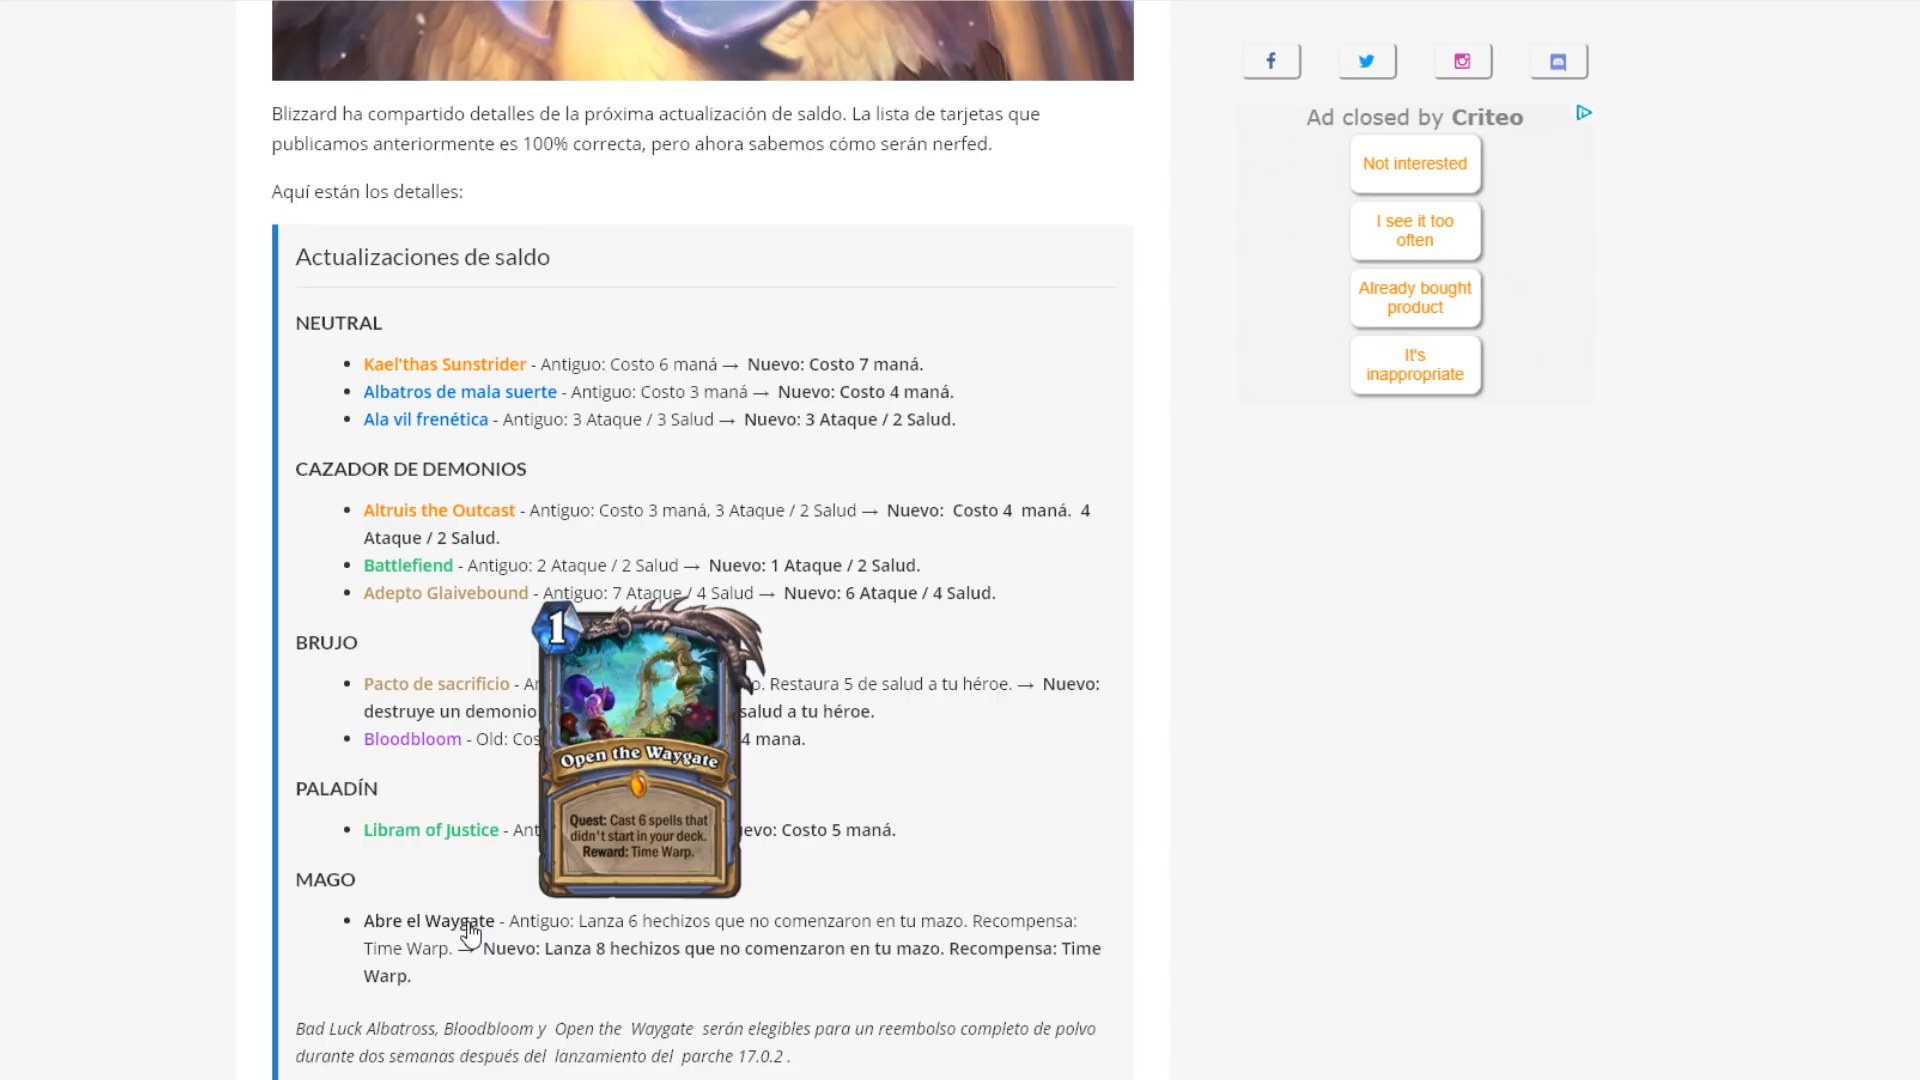 Blizzard ha compartido detalles de la próxima actualización de saldo. La lista de tarjetas que
publicamos anteriormente es 100% correcta, pero ahora sabemos cómo serán nerfed.
Aquí están los detalles:
Actualizaciones de saldo
NEUTRAL
Kael'thas Sunstrider - Antiguo: Costo 6 maná → Nuevo: Costo 7 maná.
Albatros de mala suerte - Antiguo: Costo 3 maná → Nuevo: Costo 4 maná.
Ala vil frenética - Antiguo: 3 Ataque / 3 Salud → Nuevo: 3 Ataque / 2 Salud.
CAZADOR DE DEMONIOS
Altruis the Outcast - Antiguo: Costo 3 maná, 3 Ataque / 2 Salud → Nuevo: Costo 4 maná. 4
Ataque / 2 Salud.
Battlefiend - Antiguo: 2 Ataque / 2 Salud → Nuevo: 1 Ataque / 2 Salud.
Adepto Glaivebound - Antiguo: 7 Ataque / 4 Salud → Nuevo: 6 Ataque / 4 Salud.
BRUJO
Pacto de sacrificio - Restaura 5 de salud a tu héroe. → Nuevo:
destruye un demonio salud a tu héroe.
Bloodbloom - Old: 4 mana.
PALADÍN
Libram of Justice - Costo 5 maná.
MAGO
Abre el Waygate - Antiguo: Lanza 6 hechizos que no comenzaron en tu mazo. Recompensa:
Time Warp. → Nuevo: Lanza 8 hechizos que no comenzaron en tu mazo. Recompensa: Time
Warp.
Bad Luck Albatross, Bloodbloom y Open the Waygate serán elegibles para un reembolso completo de polvo
durante dos semanas después del lanzamiento del parche 17.0.2 .
1
Open the Waygate
Quest: Cast 6 spells that
didn't start in your deck.
Reward: Time Warp.
Ad closed by Criteo
Not interested
I see it too
often
Already bought
product
It's
inappropriate